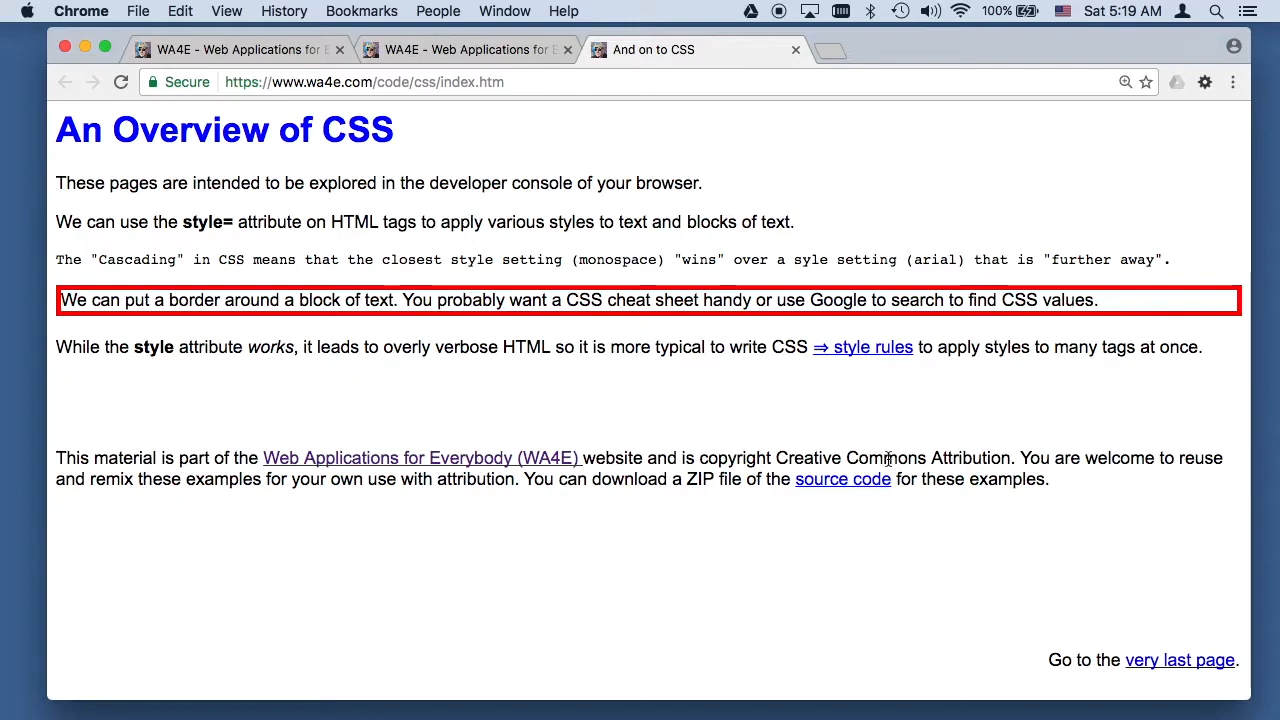 Chrome File Edit View History Bookmarks People Window Help 100% Sat 5:19 AM
WA4E - Web Applications for E WA4E - Web Applications for E And on to CSS
Secure https://www.wa4e.com/code/css/index.htm
An Overview of CSS
These pages are intended to be explored in the developer console of your browser.
We can use the style= attribute on HTML tags to apply various styles to text and blocks of text.
The "Cascading" in CSS means that the closest style setting (monospace) "wins" over a syle setting (arial) that is "further away".
We can put a border around a block of text. You probably want a CSS cheat sheet handy or use Google to search to find CSS values.
While the style attribute works, it leads to overly verbose HTML so it is more typical to write CSS ⇒ style rules to apply styles to many tags at once.
This material is part of the Web Applications for Everybody (WA4E) website and is copyright Creative Commons Attribution. You are welcome to reuse
and remix these examples for your own use with attribution. You can download a ZIP file of the source code for these examples.
Go to the very last page.